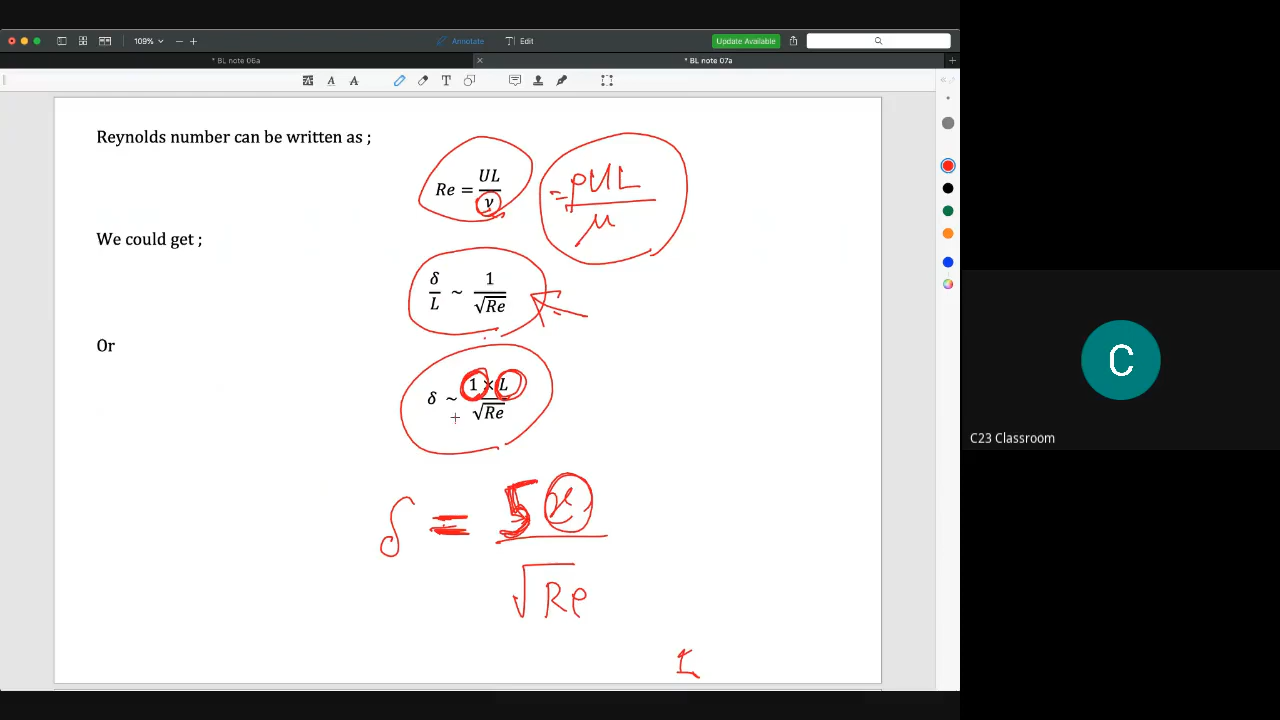 109%
Annotate
Edit
Update Available
* BL note 06a
* BL note 07a
Reynolds number can be written as ;
Re = UL / ν
= ρUL / μ
We could get ;
δ / L ~ 1 / √Re
Or
δ ~ 1 × L / √Re
δ = 5 x / √Re
C
C23 Classroom